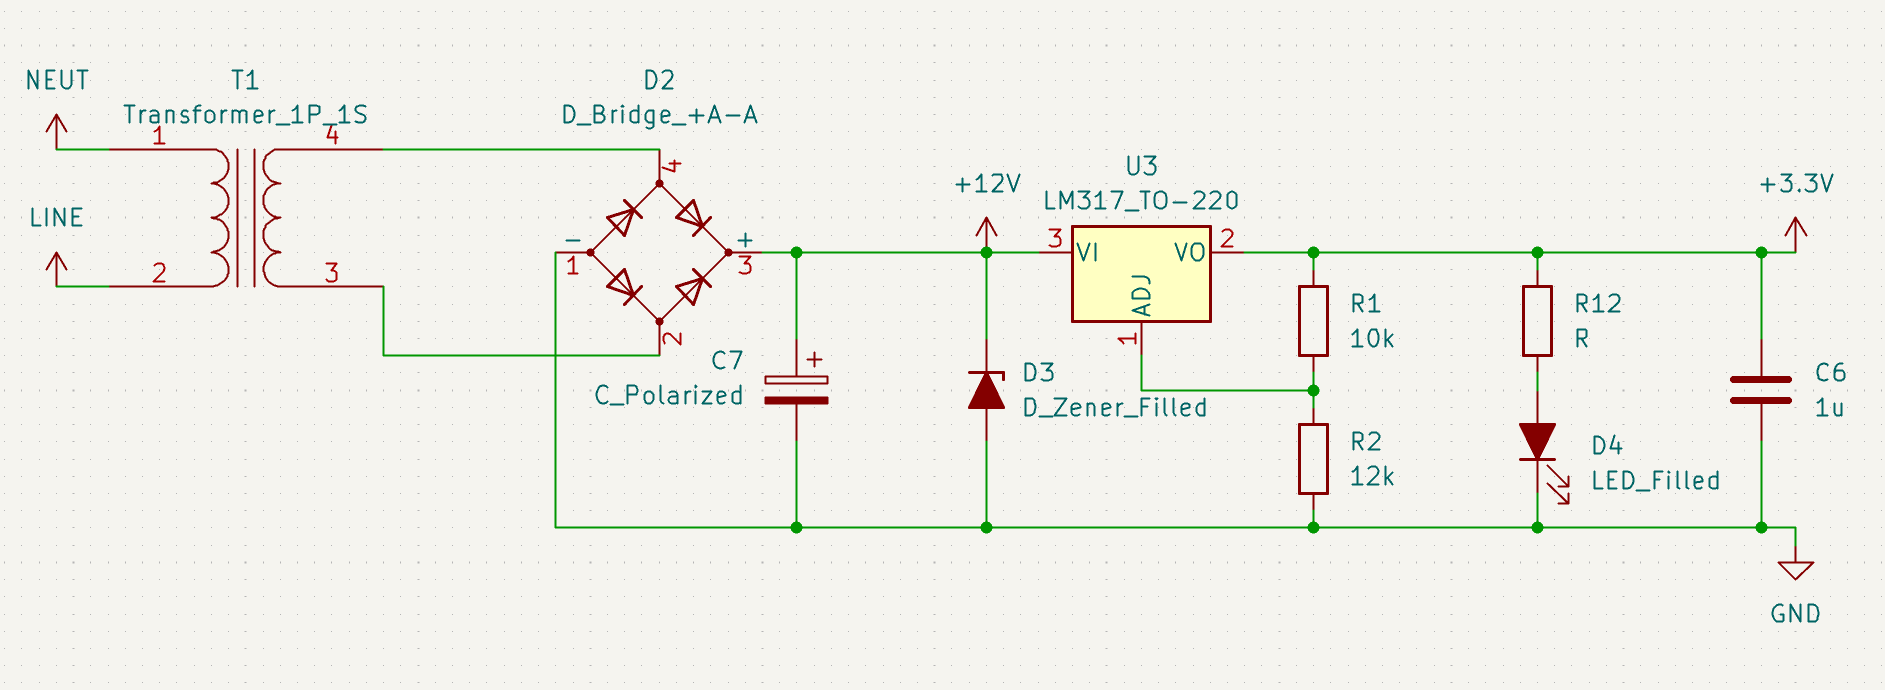 NEUT
T1
Transformer_1P_1S
1
4
LINE
2
3
D2
D_Bridge_+A-A
4
-
1
+
3
2
C7
C_Polarized
+
+12V
D3
D_Zener_Filled
U3
LM317_TO-220
3
VI
VO
2
ADJ
1
R1
10k
R2
12k
R12
R
D4
LED_Filled
+3.3V
C6
1u
GND